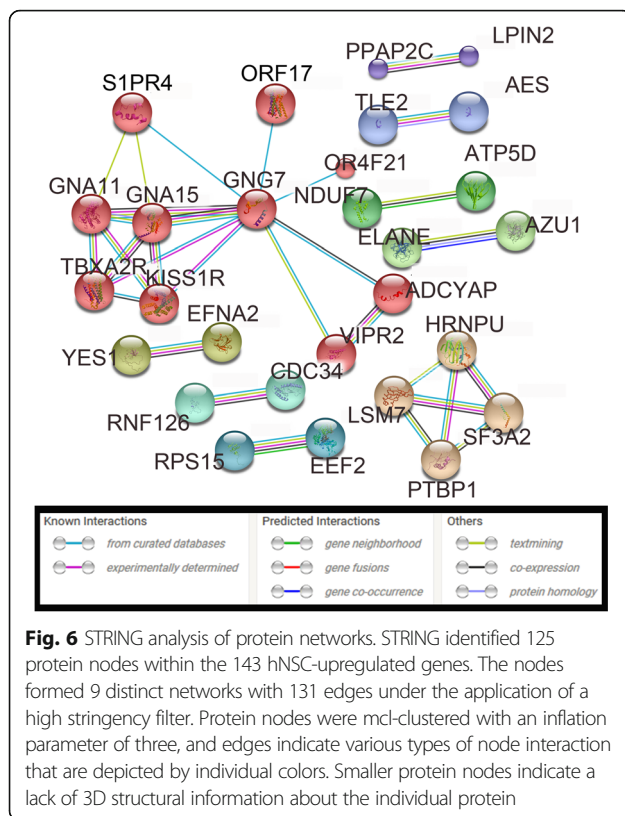 LPIN2
PPAP2C
S1PR4
ORF17
AES
TLE2
OR4F21
ATP5D
GNA11
GNA15
GNG7
NDUF7
AZU1
ELANE
TBXA2R
KISS1R
ADCYAP
EFNA2
VIPR2
HRNPU
YES1
CDC34
LSM7
RNF126
SF3A2
RPS15
EEF2
PTBP1
Known Interactions
from curated databases
experimentally determined
Predicted Interactions
gene neighborhood
gene fusions
gene co-occurrence
Others
textmining
co-expression
protein homology
Fig. 6 STRING analysis of protein networks. STRING identified 125
protein nodes within the 143 hNSC-upregulated genes. The nodes
formed 9 distinct networks with 131 edges under the application of a
high stringency filter. Protein nodes were mcl-clustered with an inflation
parameter of three, and edges indicate various types of node interaction
that are depicted by individual colors. Smaller protein nodes indicate a
lack of 3D structural information about the individual protein